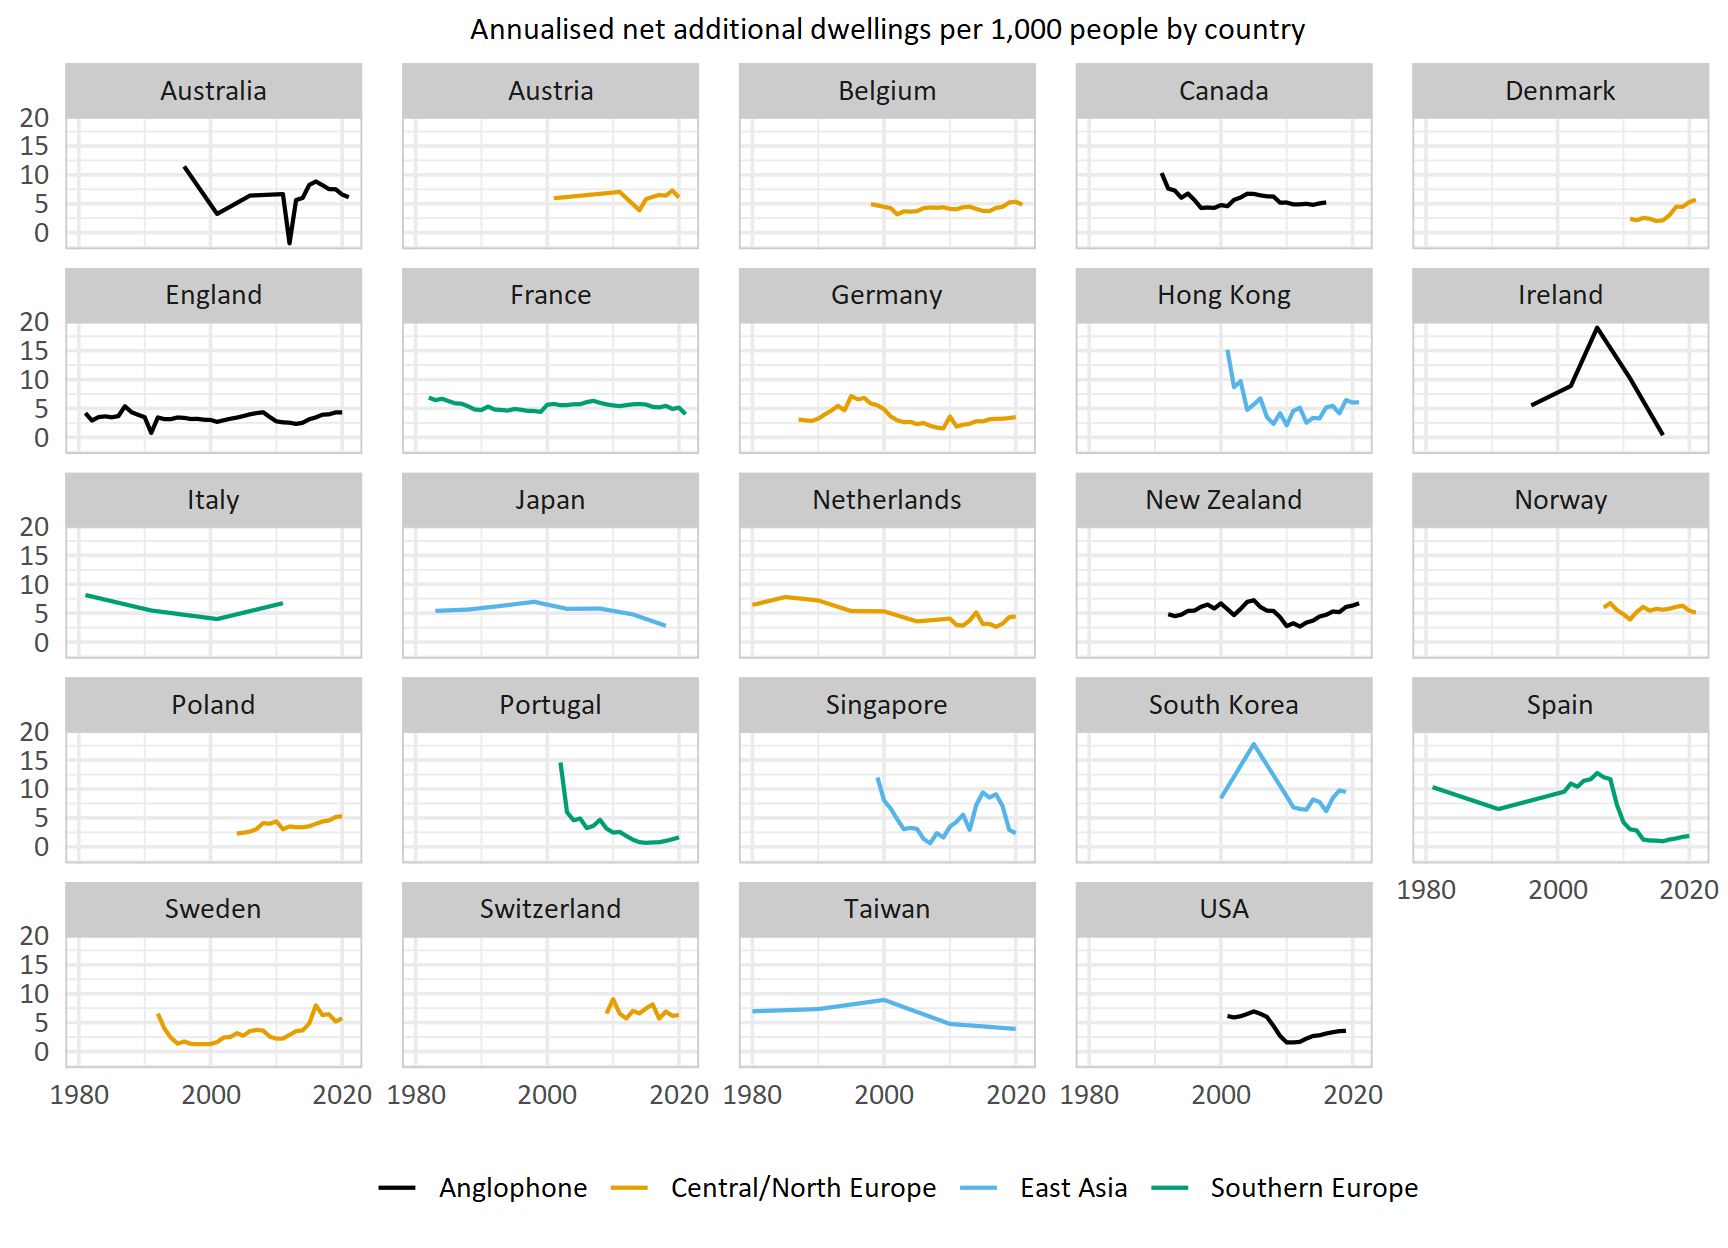 Annualised net additional dwellings per 1,000 people by country
Australia Austria Belgium Canada Denmark
20
15
10
5
0
England France Germany Hong Kong Ireland
20
15
10
5
0
Italy Japan Netherlands New Zealand Norway
20
15
10
5
0
Poland Portugal Singapore South Korea Spain
20
15
10
5
0
1980 2000 2020
Sweden Switzerland Taiwan USA
20
15
10
5
0
1980 2000 2020 1980 2000 2020 1980 2000 2020 1980 2000 2020
Anglophone Central/North Europe East Asia Southern Europe